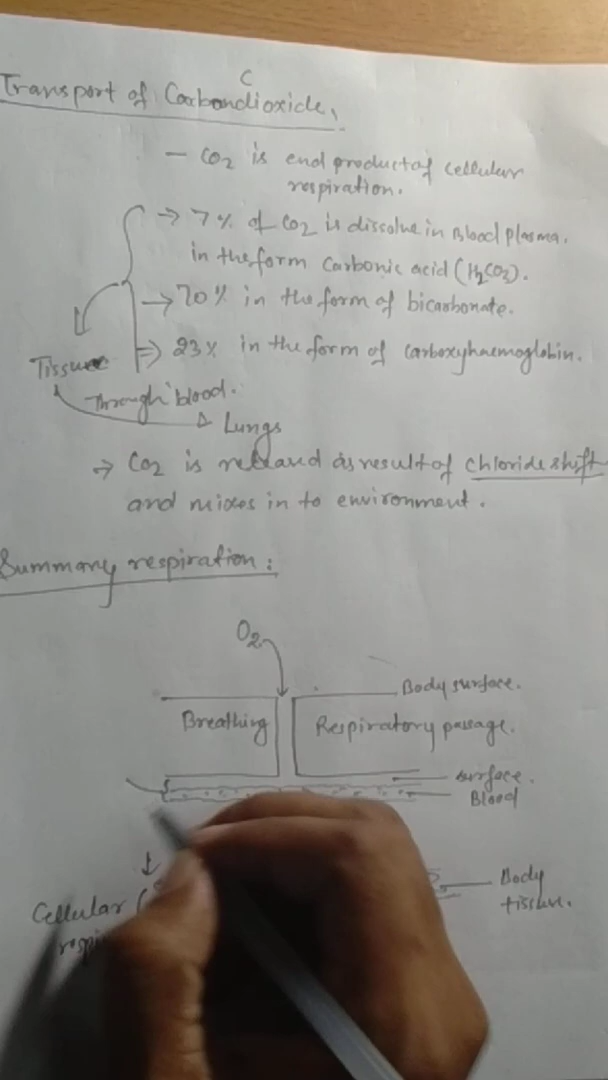 C
Transport of Carbondioxide,
- CO2 is end product of cellular
respiration.
→ 7% of CO2 is dissolve in Blood plasma.
in the form Carbonic acid (H2CO3).
→ 70% in the form of bicarbonate.
⇒ 23% in the form of carboxyhaemoglobin.
Tissue
Through blood.
Lungs
→ CO2 is as result of chloride shift
and mixes in to environment.
Summary respiration:
O2
Body surface.
Breathing
Respiratory passage.
surface.
Blood
Body
tissue.
Cellular